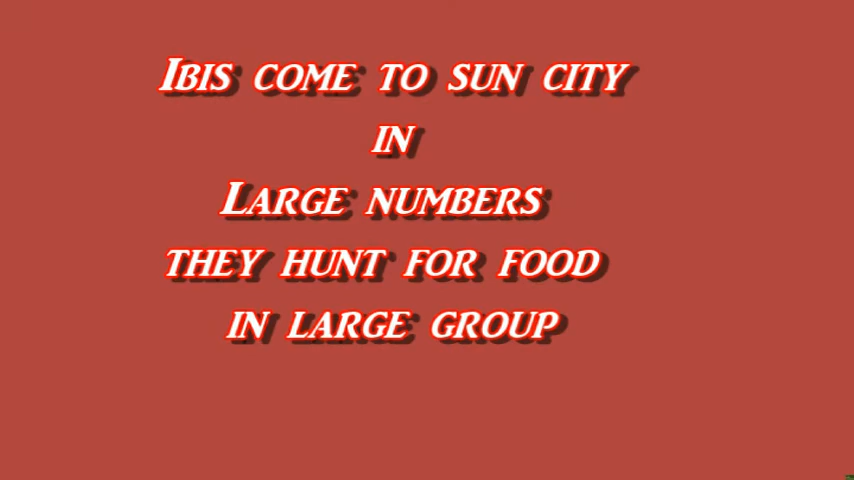 Ibis come to sun city
in
Large numbers
they hunt for food
in large group